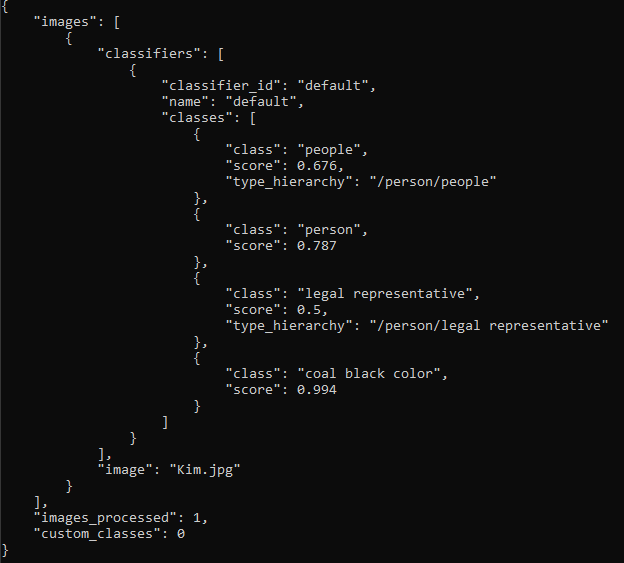 {
    "images": [
        {
            "classifiers": [
                {
                    "classifier_id": "default",
                    "name": "default",
                    "classes": [
                        {
                            "class": "people",
                            "score": 0.676,
                            "type_hierarchy": "/person/people"
                        },
                        {
                            "class": "person",
                            "score": 0.787
                        },
                        {
                            "class": "legal representative",
                            "score": 0.5,
                            "type_hierarchy": "/person/legal representative"
                        },
                        {
                            "class": "coal black color",
                            "score": 0.994
                        }
                    ]
                }
            ],
            "image": "Kim.jpg"
        }
    ],
    "images_processed": 1,
    "custom_classes": 0
}